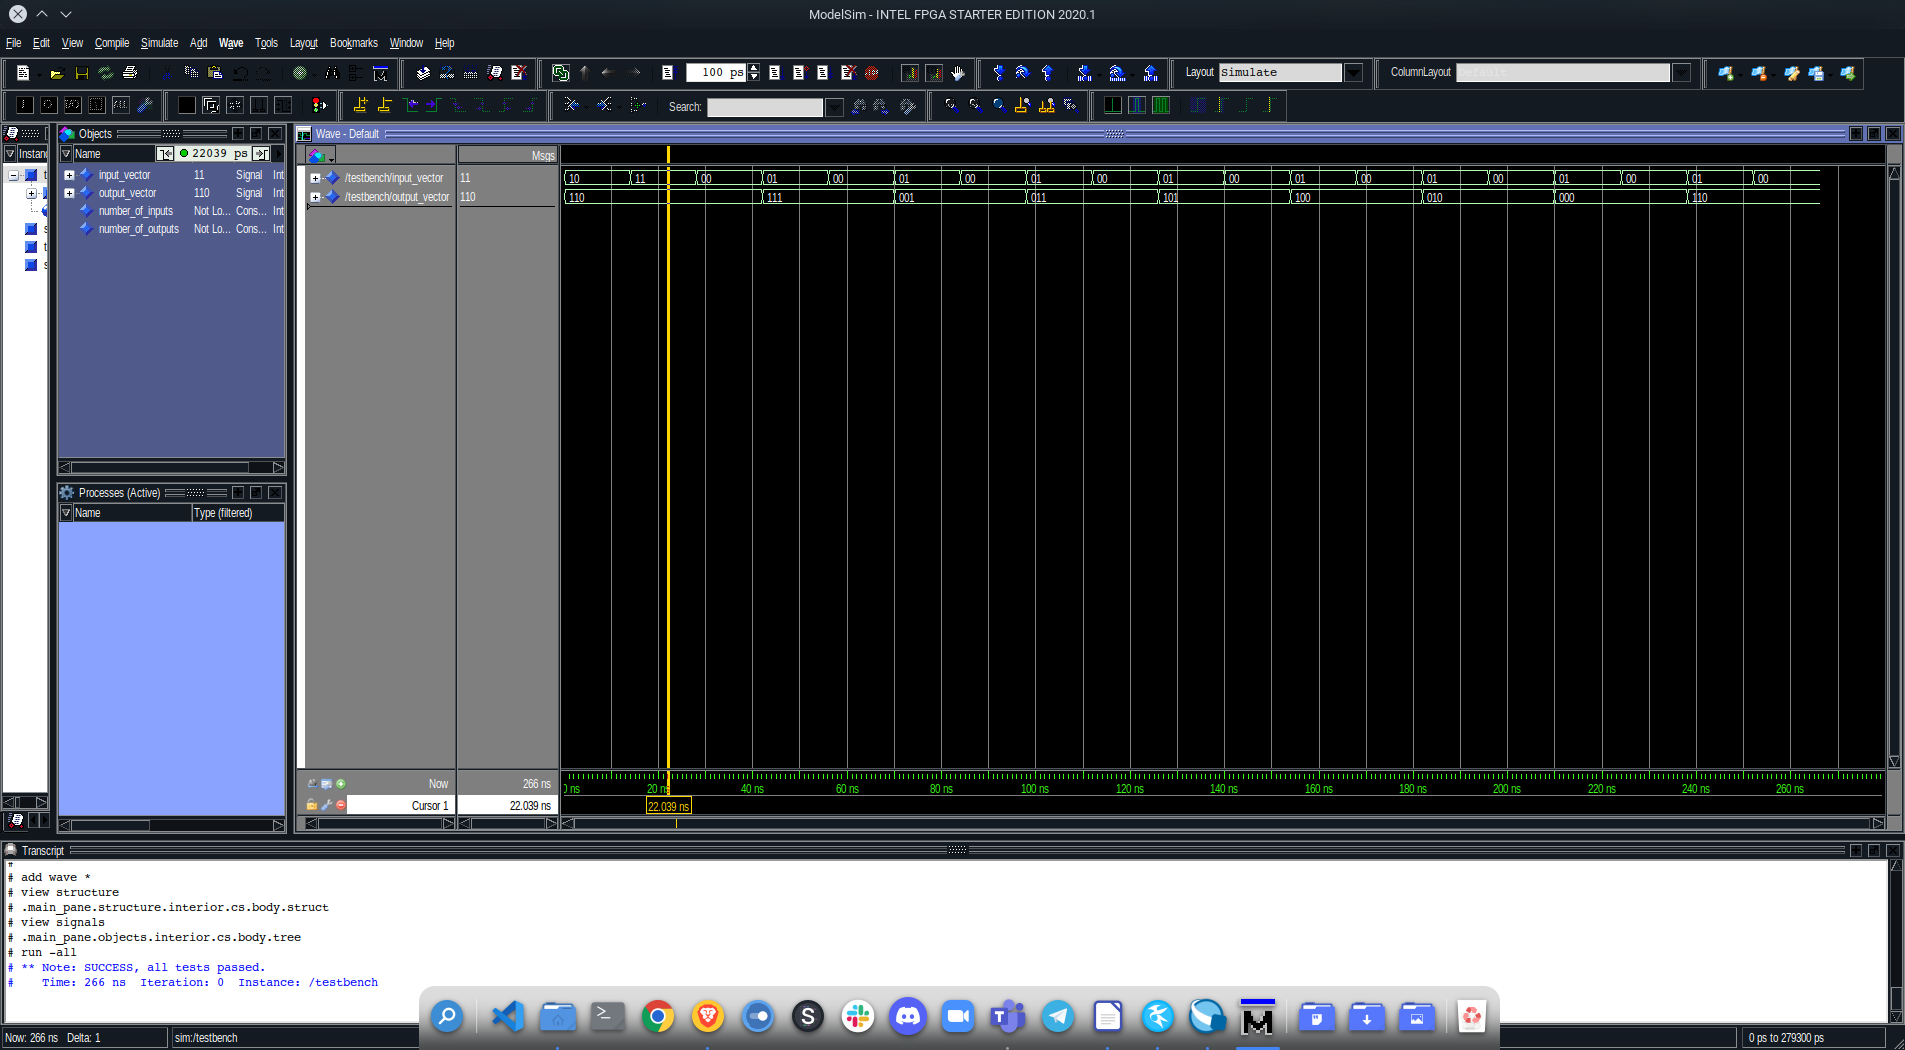 ModelSim - INTEL FPGA STARTER EDITION 2020.1
File Edit View Compile Simulate Add Wave Tools Layout Bookmarks Window Help
100 ps
Layout Simulate
ColumnLayout Default
Search:
Instanc
Objects
Name 22039 ps
input_vector 11 Signal Int
output_vector 110 Signal Int
number_of_inputs Not Lo... Cons... Int
number_of_outputs Not Lo... Cons... Int
Processes (Active)
Name Type (filtered)
Wave - Default
Msgs
/testbench/input_vector 11 10 11 00 01 00 01 00 01 00 01 00 01 00 01 00 01 00 01 00
/testbench/output_vector 110 110 111 001 011 101 100 010 000 110
Now 266 ns
Cursor 1 22.039 ns
20 ns 40 ns 60 ns 80 ns 100 ns 120 ns 140 ns 160 ns 180 ns 200 ns 220 ns 240 ns 260 ns
22.039 ns
Transcript
#
# add wave *
# view structure
# .main_pane.structure.interior.cs.body.struct
# view signals
# .main_pane.objects.interior.cs.body.tree
# run -all
# ** Note: SUCCESS, all tests passed.
# Time: 266 ns Iteration: 0 Instance: /testbench
Now: 266 ns Delta: 1
sim:/testbench
0 ps to 279300 ps